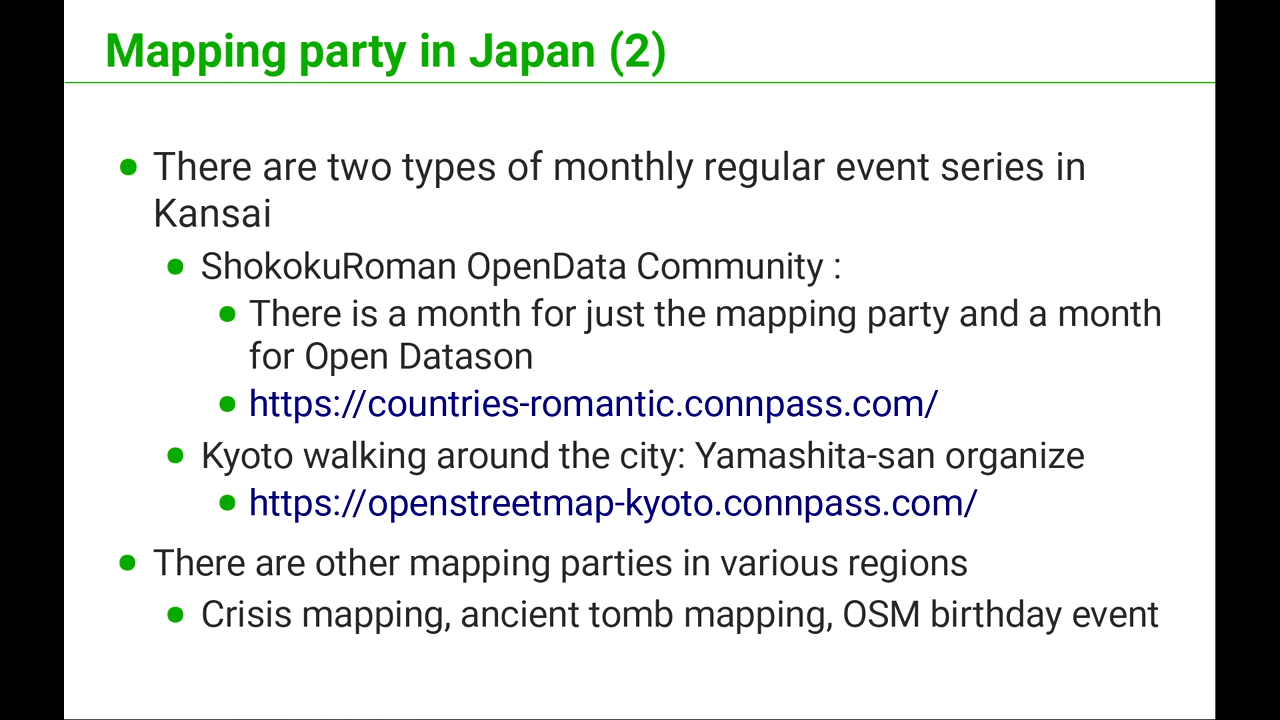 Mapping party in Japan (2)
There are two types of monthly regular event series in
Kansai
ShokokuRoman OpenData Community :
There is a month for just the mapping party and a month
for Open Datason
https://countries-romantic.connpass.com/
Kyoto walking around the city: Yamashita-san organize
https://openstreetmap-kyoto.connpass.com/
There are other mapping parties in various regions
Crisis mapping, ancient tomb mapping, OSM birthday event